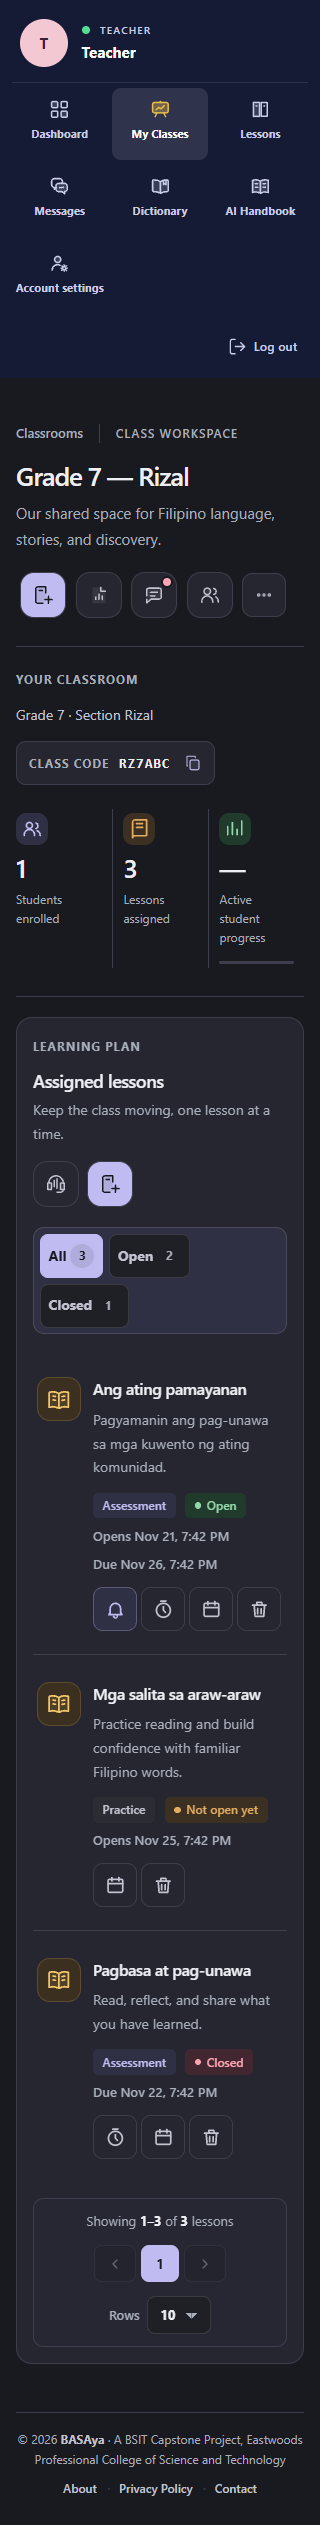 T
TEACHER
Teacher
Dashboard
My Classes
Lessons
Messages
Dictionary
AI Handbook
Account settings
Log out
Classrooms
CLASS WORKSPACE
Grade 7 — Rizal
Our shared space for Filipino language,
stories, and discovery.
YOUR CLASSROOM
Grade 7 · Section Rizal
CLASS CODE RZ7ABC
1
Students
enrolled
3
Lessons
assigned
—
Active
student
progress
LEARNING PLAN
Assigned lessons
Keep the class moving, one lesson at a
time.
All 3
Open 2
Closed 1
Ang ating pamayanan
Pagyamanin ang pag-unawa
sa mga kuwento ng ating
komunidad.
Assessment
Open
Opens Nov 21, 7:42 PM
Due Nov 26, 7:42 PM
Mga salita sa araw-araw
Practice reading and build
confidence with familiar
Filipino words.
Practice
Not open yet
Opens Nov 25, 7:42 PM
Pagbasa at pag-unawa
Read, reflect, and share what
you have learned.
Assessment
Closed
Due Nov 22, 7:42 PM
Showing 1–3 of 3 lessons
1
Rows 10
© 2026 BASAya · A BSIT Capstone Project, Eastwoods
Professional College of Science and Technology
About · Privacy Policy · Contact